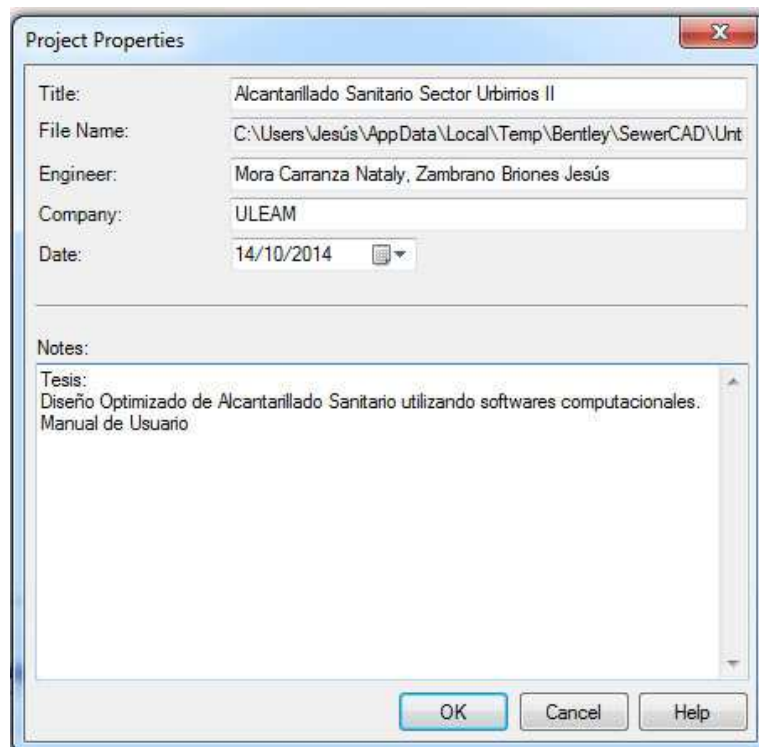 Project Properties
Title: Alcantarillado Sanitario Sector Urbirrios II
File Name: C:\Users\Jesús\AppData\Local\Temp\Bentley\SewerCAD\Unt
Engineer: Mora Carranza Nataly, Zambrano Briones Jesús
Company: ULEAM
Date: 14/10/2014
Notes:
Tesis:
Diseño Optimizado de Alcantarillado Sanitario utilizando softwares computacionales.
Manual de Usuario
OK Cancel Help